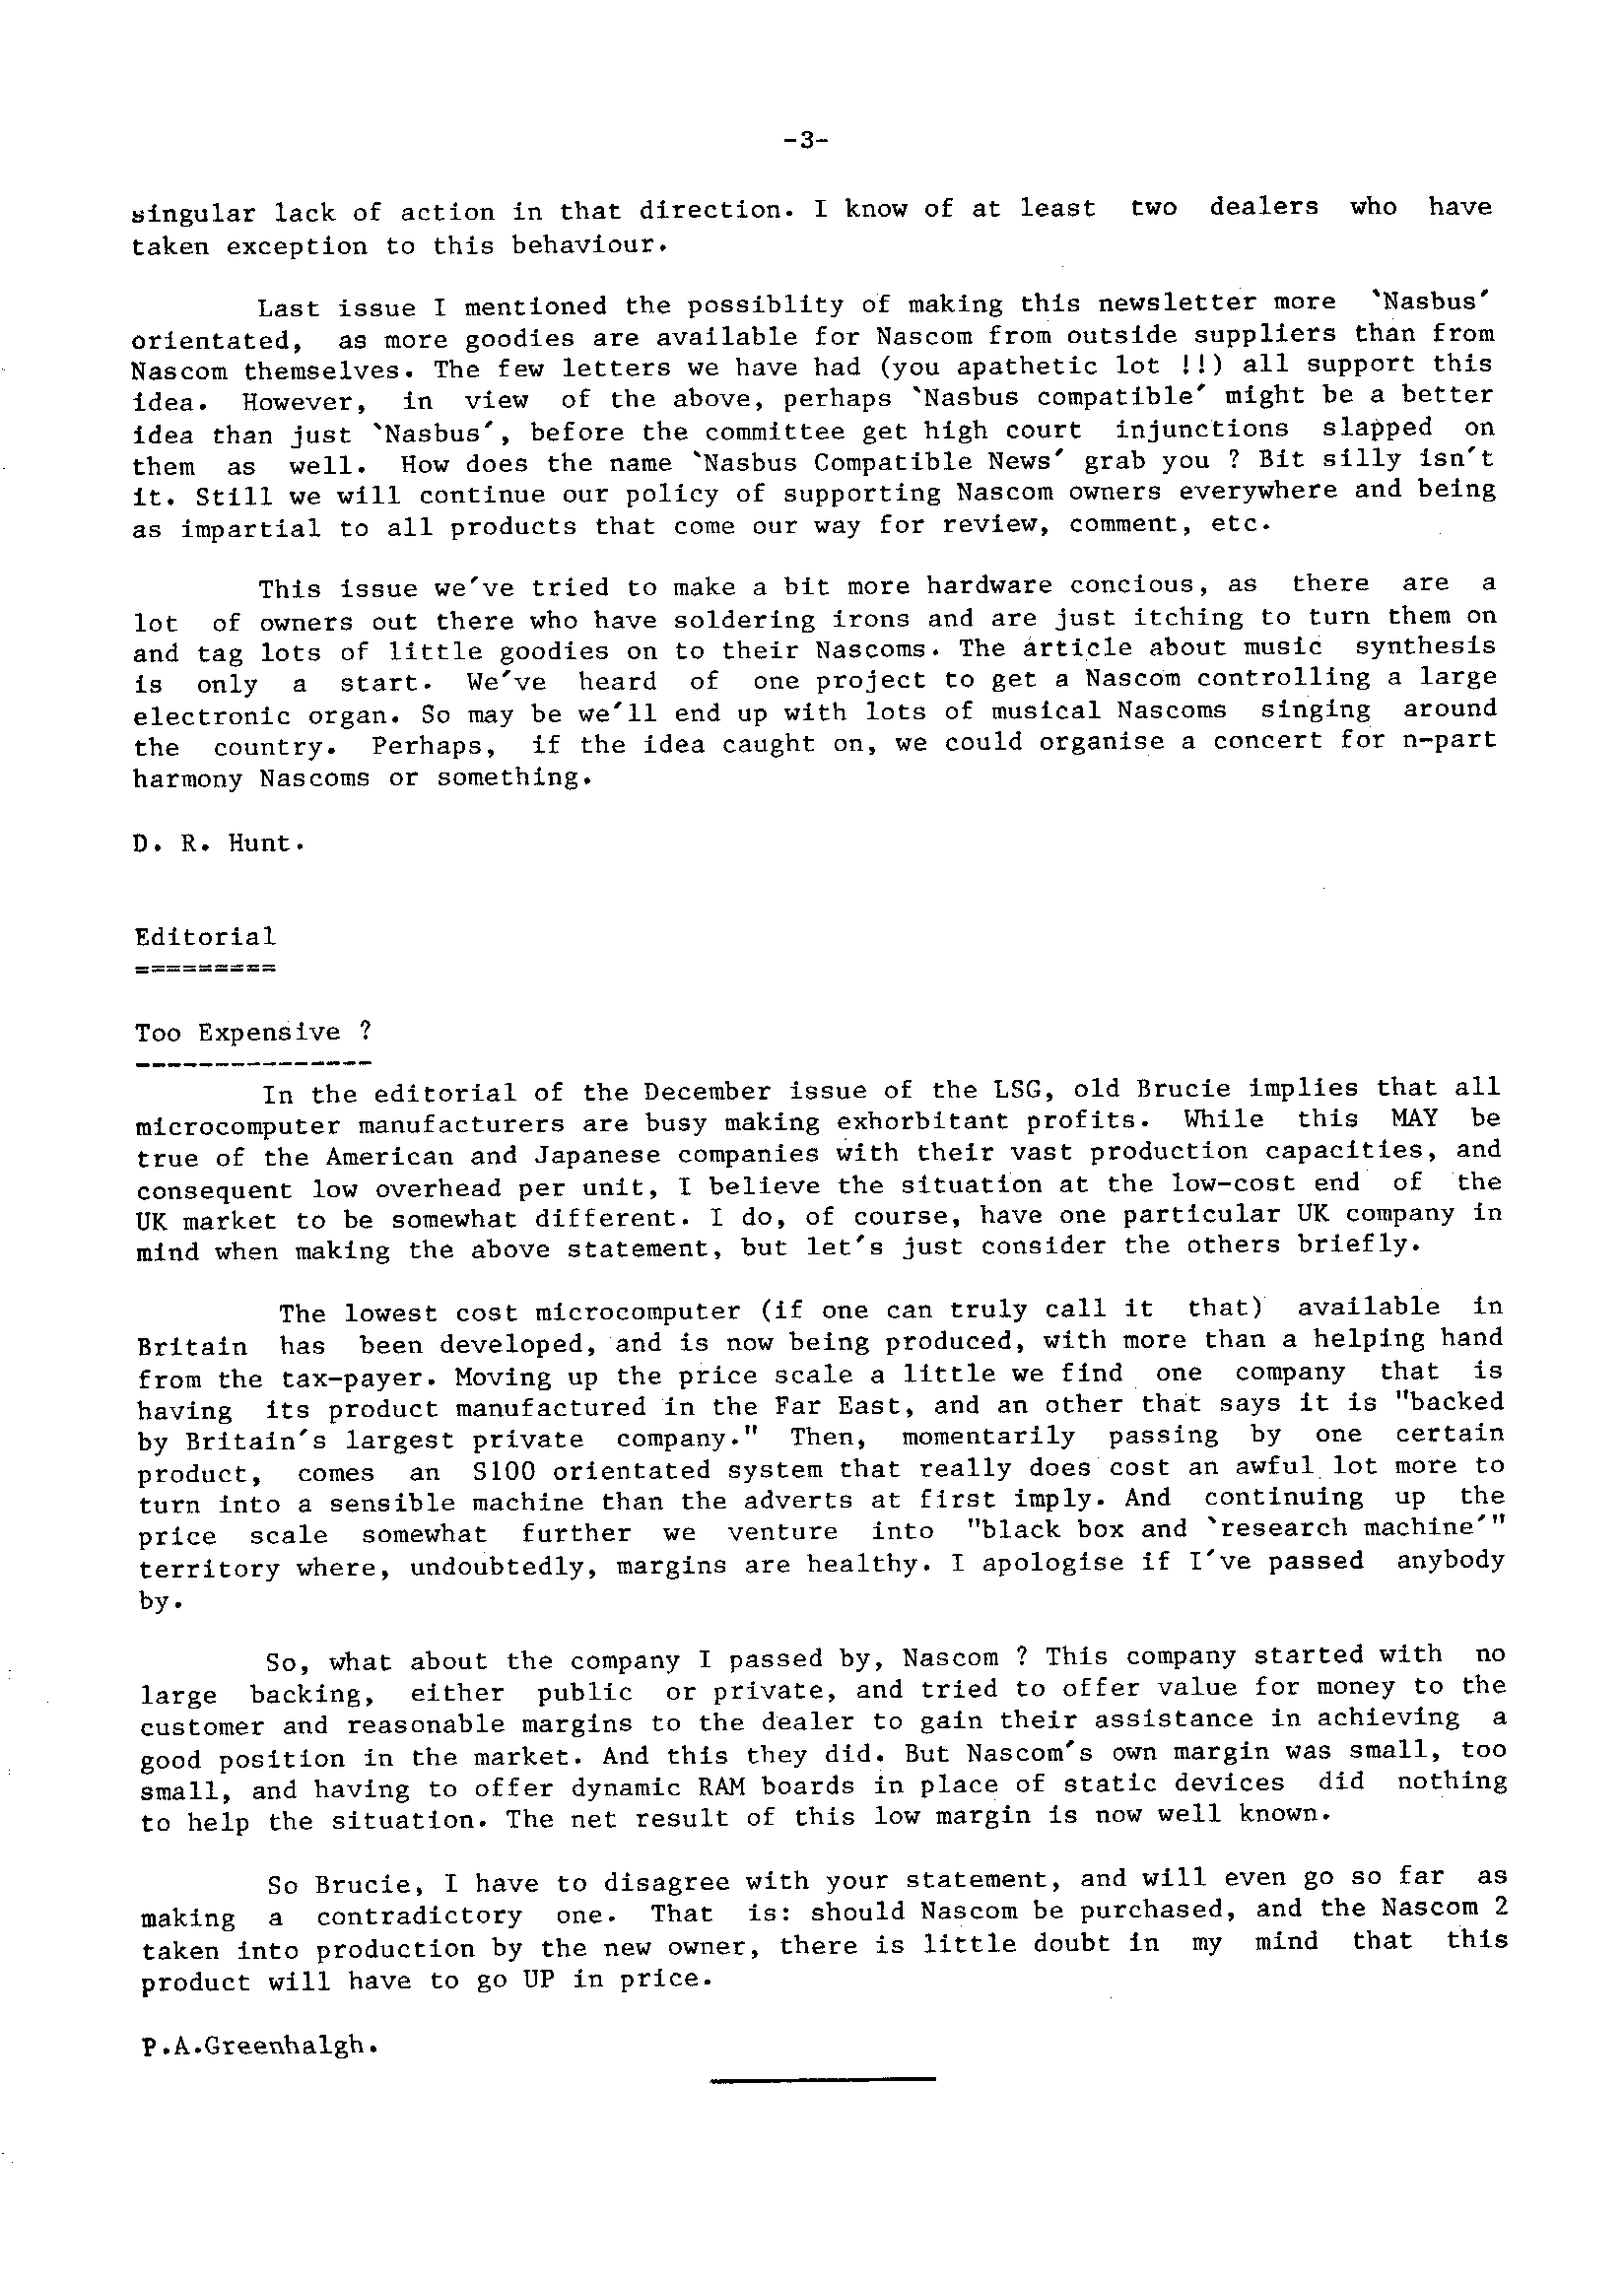 -3-
singular lack of action in that direction. I know of at least two dealers who have
taken exception to this behaviour.
Last issue I mentioned the possiblity of making this newsletter more `Nasbus'
orientated, as more goodies are available for Nascom from outside suppliers than from
Nascom themselves. The few letters we have had (you apathetic lot !!) all support this
idea. However, in view of the above, perhaps `Nasbus compatible' might be a better
idea than just `Nasbus', before the committee get high court injunctions slapped on
them as well. How does the name `Nasbus Compatible News' grab you ? Bit silly isn't
it. Still we will continue our policy of supporting Nascom owners everywhere and being
as impartial to all products that come our way for review, comment, etc.
This issue we've tried to make a bit more hardware concious, as there are a
lot of owners out there who have soldering irons and are just itching to turn them on
and tag lots of little goodies on to their Nascoms. The article about music synthesis
is only a start. We've heard of one project to get a Nascom controlling a large
electronic organ. So may be we'll end up with lots of musical Nascoms singing around
the country. Perhaps, if the idea caught on, we could organise a concert for n-part
harmony Nascoms or something.
D. R. Hunt.
Editorial
=========
Too Expensive ?
---------------
In the editorial of the December issue of the LSG, old Brucie implies that all
microcomputer manufacturers are busy making exhorbitant profits. While this MAY be
true of the American and Japanese companies with their vast production capacities, and
consequent low overhead per unit, I believe the situation at the low-cost end of the
UK market to be somewhat different. I do, of course, have one particular UK company in
mind when making the above statement, but let's just consider the others briefly.
The lowest cost microcomputer (if one can truly call it that) available in
Britain has been developed, and is now being produced, with more than a helping hand
from the tax-payer. Moving up the price scale a little we find one company that is
having its product manufactured in the Far East, and an other that says it is "backed
by Britain's largest private company." Then, momentarily passing by one certain
product, comes an S100 orientated system that really does cost an awful lot more to
turn into a sensible machine than the adverts at first imply. And continuing up the
price scale somewhat further we venture into "black box and `research machine'"
territory where, undoubtedly, margins are healthy. I apologise if I've passed anybody
by.
So, what about the company I passed by, Nascom ? This company started with no
large backing, either public or private, and tried to offer value for money to the
customer and reasonable margins to the dealer to gain their assistance in achieving a
good position in the market. And this they did. But Nascom's own margin was small, too
small, and having to offer dynamic RAM boards in place of static devices did nothing
to help the situation. The net result of this low margin is now well known.
So Brucie, I have to disagree with your statement, and will even go so far as
making a contradictory one. That is: should Nascom be purchased, and the Nascom 2
taken into production by the new owner, there is little doubt in my mind that this
product will have to go UP in price.
P.A.Greenhalgh.